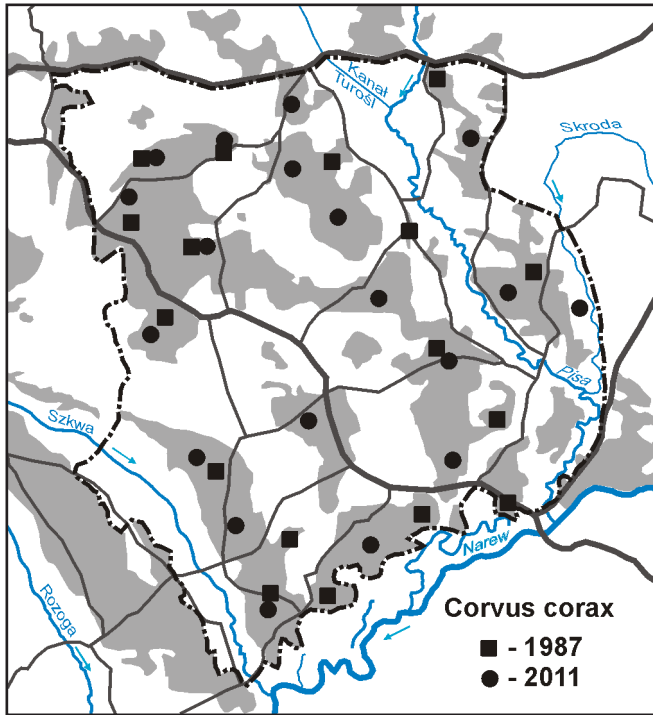 Kanał
Turośl
Skroda
Pisa
Szkwa
Narew
Rozoga
Corvus corax
- 1987
- 2011